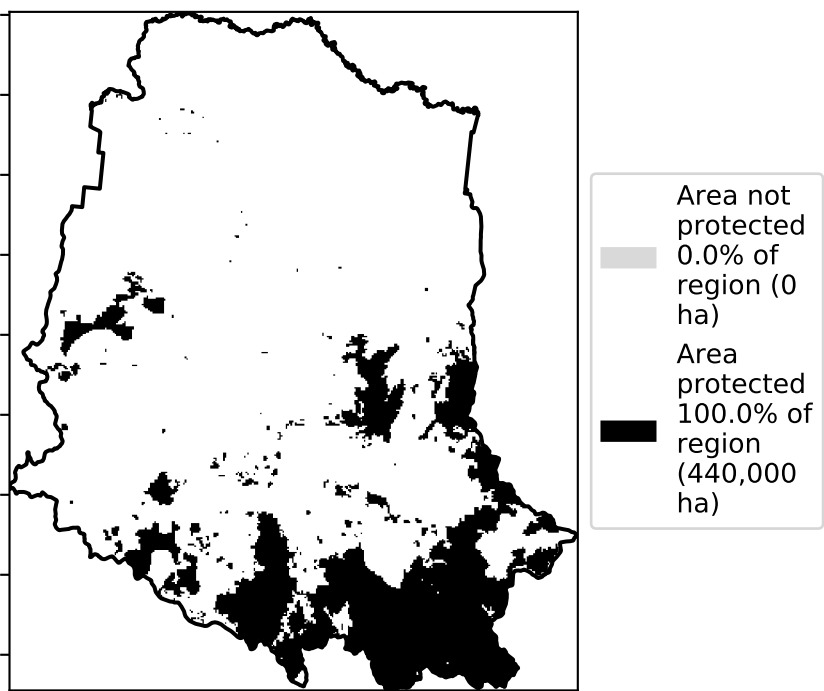 Area not
protected
0.0% of
region (0
ha)
Area
protected
100.0% of
region
(440,000
ha)